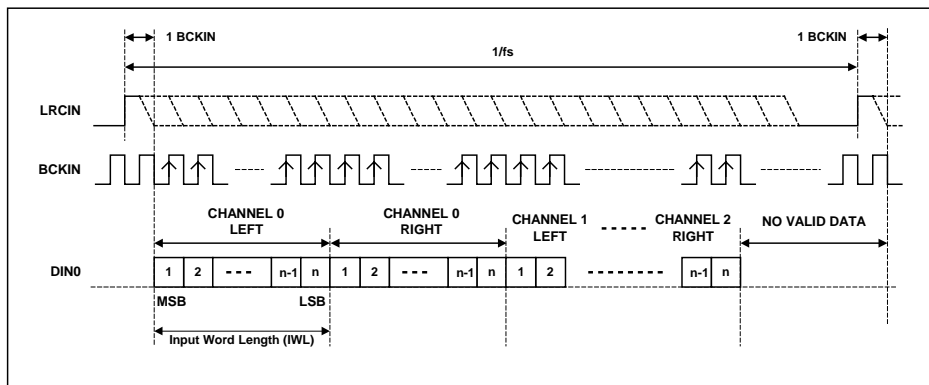 1 BCKIN
1 BCKIN
1/fs
LRCIN
BCKIN
CHANNEL 0
LEFT
CHANNEL 0
RIGHT
CHANNEL 1
LEFT
CHANNEL 2
RIGHT
NO VALID DATA
DIN0
1 2 n-1 n 1 2 n-1 n 1 2 n-1 n
MSB LSB
Input Word Length (IWL)